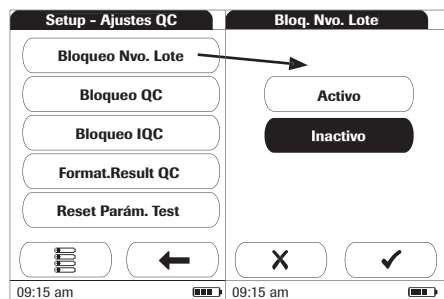 Setup - Ajustes QC
Bloqueo Nvo. Lote
Bloqueo QC
Bloqueo IQC
Format.Result QC
Reset Parám. Test
09:15 am
Bloq. Nvo. Lote
Activo
Inactivo
09:15 am